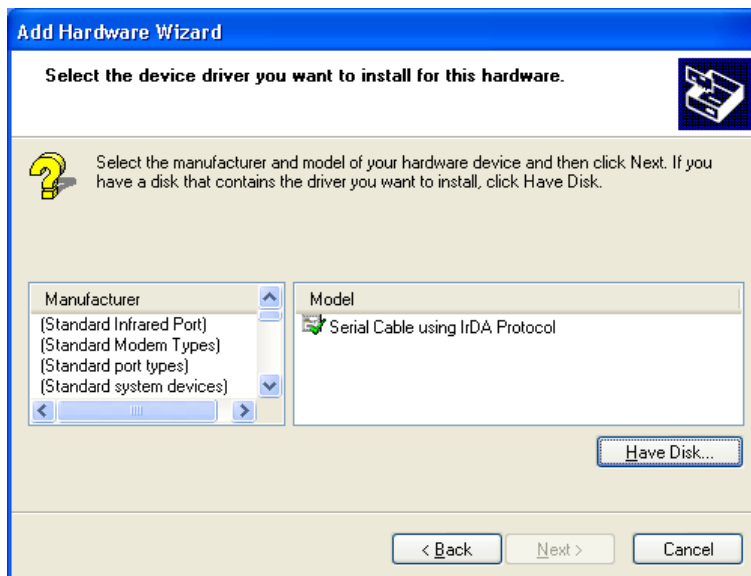 Add Hardware Wizard
Select the device driver you want to install for this hardware.
Select the manufacturer and model of your hardware device and then click Next. If you
have a disk that contains the driver you want to install, click Have Disk.
Manufacturer
(Standard Infrared Port)
(Standard Modem Types)
(Standard port types)
(Standard system devices)
Model
Serial Cable using IrDA Protocol
Have Disk...
< Back
Next >
Cancel